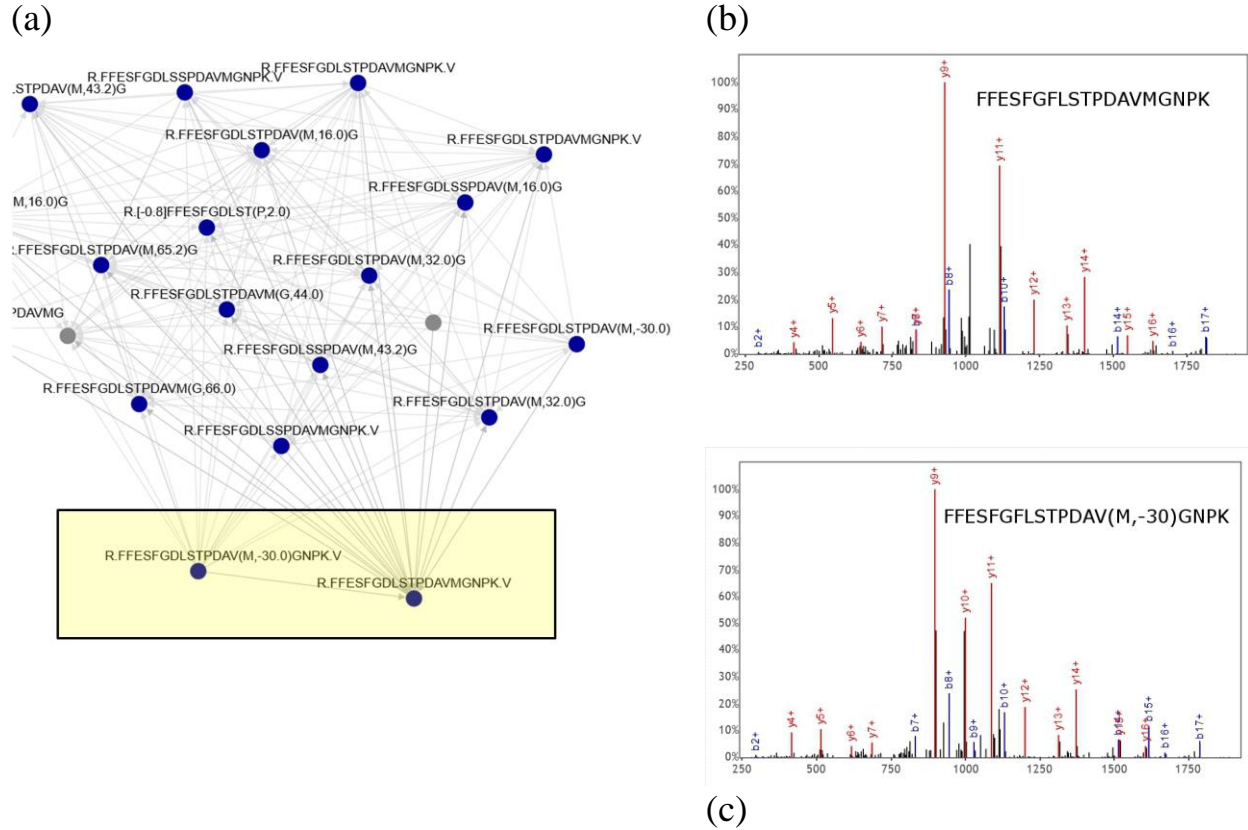 (a)
R.FFESFGDLSTPDAVMGNPK.V
R.FFESFGDLSSPDAVMGNPK.V
LSTPDAV(M,43.2)G
R.FFESFGDLSTPDAV(M,16.0)G
R.FFESFGDLSTPDAVMGNPK.V
R.FFESFGDLSSPDAV(M,16.0)G
M,16.0)G
R.[-0.8]FFESFGDLST(P,2.0)
R.FFESFGDLSTPDAV(M,65.2)G
R.FFESFGDLSTPDAV(M,32.0)G
R.FFESFGDLSTPDAVM(G,44.0)
PDAVMG
R.FFESFGDLSTPDAV(M,-30.0)
R.FFESFGDLSSPDAV(M,43.2)G
R.FFESFGDLSTPDAVM(G,66.0)
R.FFESFGDLSTPDAV(M,32.0)G
R.FFESFGDLSSPDAVMGNPK.V
R.FFESFGDLSTPDAV(M,-30.0)GNPK.V
R.FFESFGDLSTPDAVMGNPK.V
(b)
FFESFGFLSTPDAVMGNPK
100%
90%
80%
70%
60%
50%
40%
30%
20%
10%
0%
b2+
y4+
y5+
y6+
y7+
b8+
y9+
y11+
b10+
y12+
y13+
y14+
b14+
y15+
y16+
b16+
b17+
250
500
750
1000
1250
1500
1750
FFESFGFLSTPDAV(M,-30)GNPK
100%
90%
80%
70%
60%
50%
40%
30%
20%
10%
0%
b2+
y4+
y5+
y6+
y7+
b7+
y9+
b8+
y10+
b9+
y11+
b10+
y12+
y13+
y14+
y16+
b15+
b16+
b17+
250
500
750
1000
1250
1500
1750
(c)